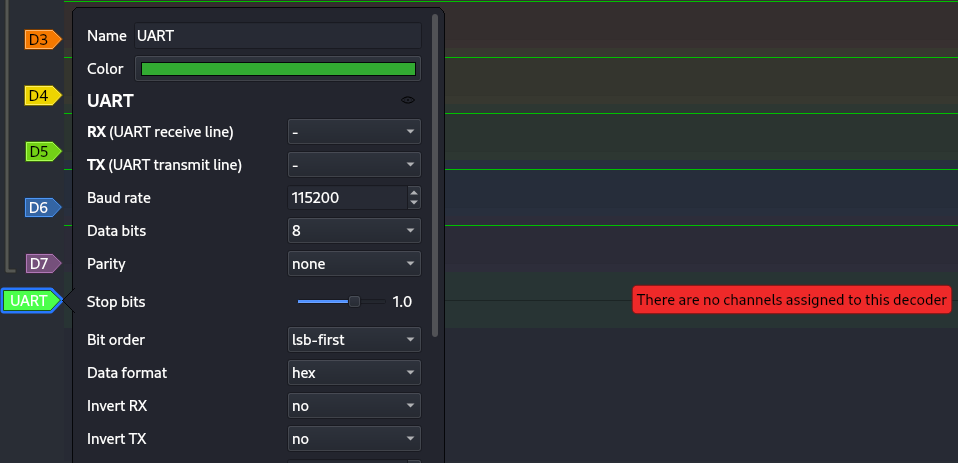 Name UART
D3
Color
UART
D4
RX (UART receive line) -
D5
TX (UART transmit line) -
Baud rate 115200
D6
Data bits 8
D7
Parity none
UART
Stop bits 1.0
There are no channels assigned to this decoder
Bit order lsb-first
Data format hex
Invert RX no
Invert TX no